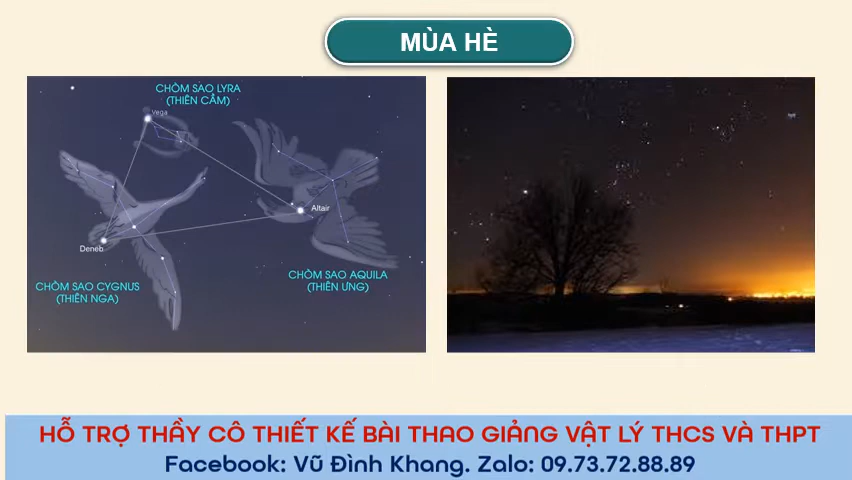 MÙA HÈ
CHÒM SAO LYRA
(THIÊN CẦM)
Vega
Altair
Deneb
CHÒM SAO AQUILA
(THIÊN ƯNG)
CHÒM SAO CYGNUS
(THIÊN NGA)
HỖ TRỢ THẦY CÔ THIẾT KẾ BÀI THAO GIẢNG VẬT LÝ THCS VÀ THPT
Facebook: Vũ Đình Khang. Zalo: 09.73.72.88.89